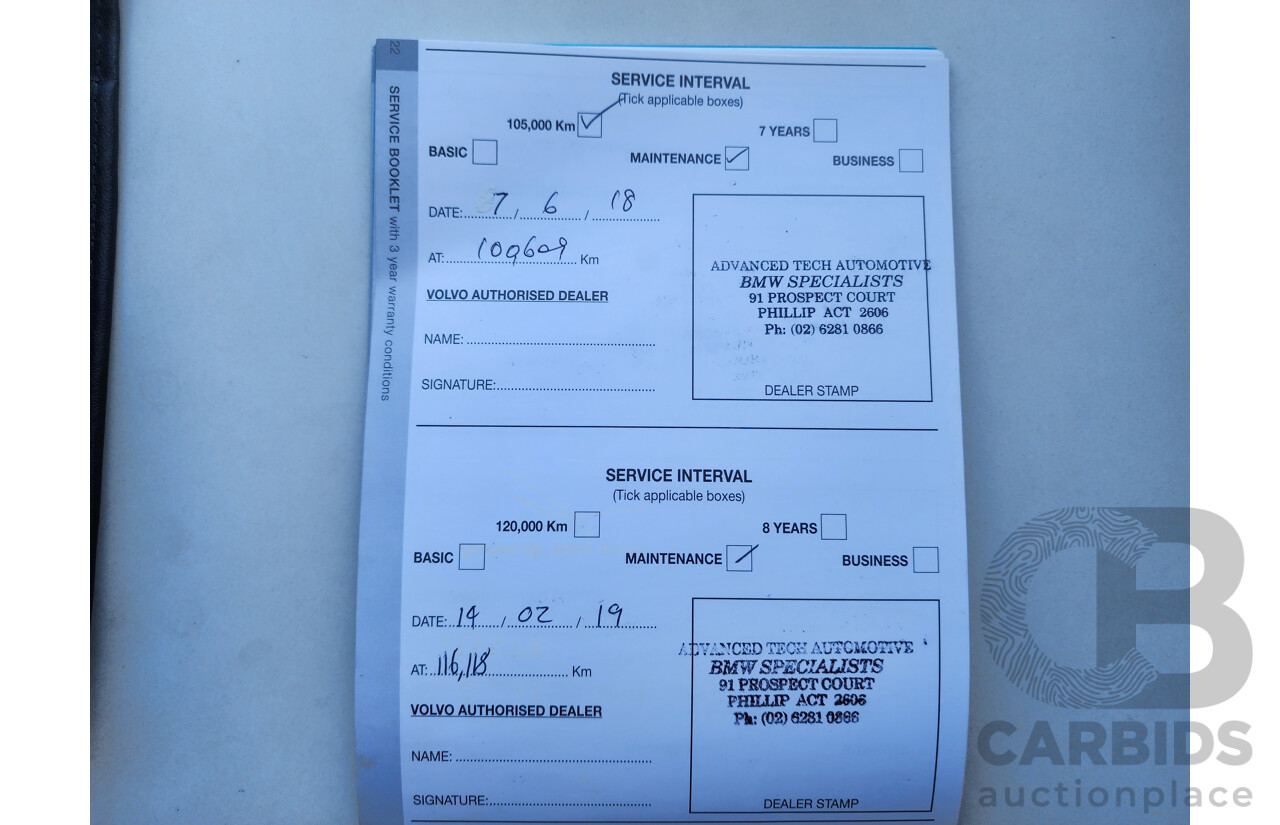 22
SERVICE BOOKLET with 3 year warranty conditions
SERVICE INTERVAL
(Tick applicable boxes)
105,000 Km
7 YEARS
BASIC
MAINTENANCE
BUSINESS
DATE: 7 / 6 / 18
AT: 109609 Km
VOLVO AUTHORISED DEALER
NAME:
SIGNATURE:
ADVANCED TECH AUTOMOTIVE
BMW SPECIALISTS
91 PROSPECT COURT
PHILLIP ACT 2606
Ph: (02) 6281 0866
DEALER STAMP
SERVICE INTERVAL
(Tick applicable boxes)
120,000 Km
8 YEARS
BASIC
MAINTENANCE
BUSINESS
DATE: 14 / 02 / 19
AT: 116,118 Km
VOLVO AUTHORISED DEALER
NAME:
SIGNATURE:
ADVANCED TECH AUTOMOTIVE
BMW SPECIALISTS
91 PROSPECT COURT
PHILLIP ACT 2606
Ph: (02) 6281 0866
DEALER STAMP
CB
CARBIDS
auctionplace